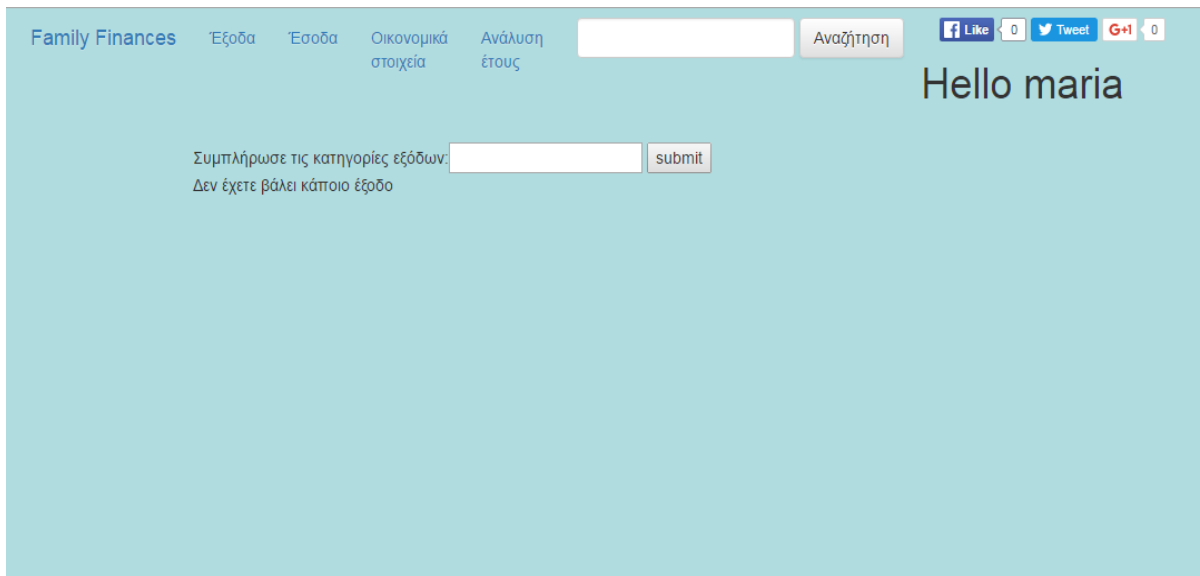 Family Finances Έξοδα Έσοδα Οικονομικά στοιχεία Ανάλυση έτους Αναζήτηση
Like 0 Tweet G+1 0
Hello maria
Συμπλήρωσε τις κατηγορίες εξόδων: submit
Δεν έχετε βάλει κάποιο έξοδο